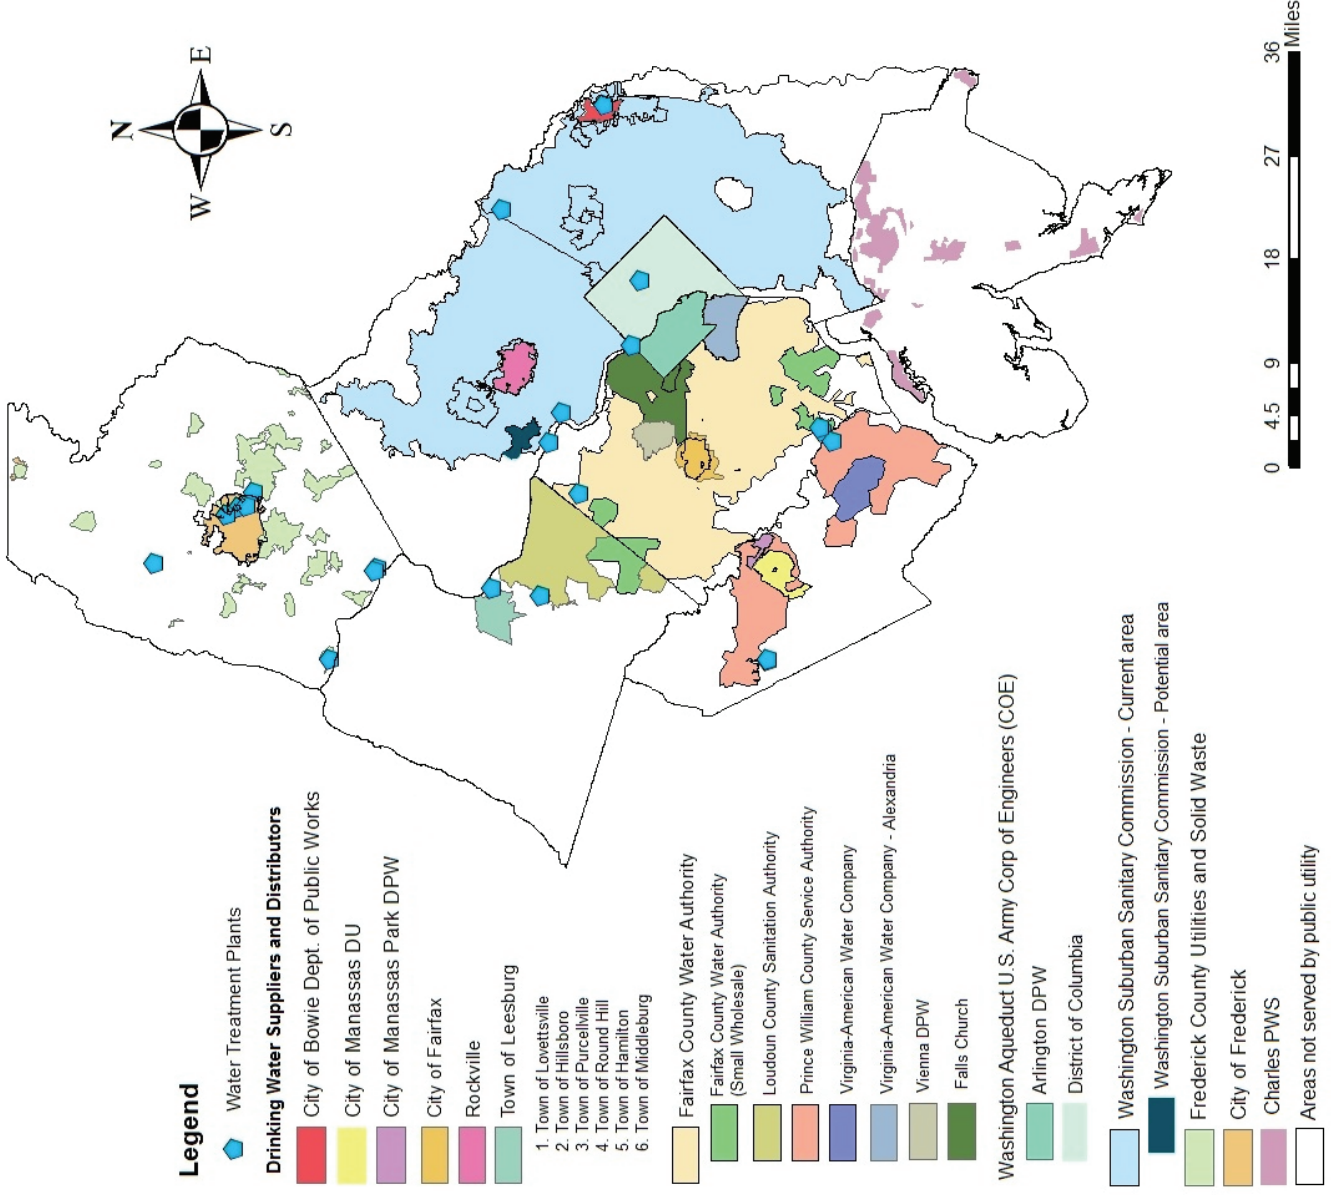 N
W
E
S
Legend
Water Treatment Plants
Drinking Water Suppliers and Distributors
City of Bowie Dept. of Public Works
City of Manassas DU
City of Manassas Park DPW
City of Fairfax
Rockville
Town of Leesburg
1. Town of Lovettsville
2. Town of Hillsboro
3. Town of Purcellville
4. Town of Round Hill
5. Town of Hamilton
6. Town of Middleburg
Fairfax County Water Authority
Fairfax County Water Authority
(Small Wholesale)
Loudoun County Sanitation Authority
Prince William County Service Authority
Virginia-American Water Company
Virginia-American Water Company - Alexandria
Vienna DPW
Falls Church
Washington Aqueduct U.S. Army Corp of Engineers (COE)
Arlington DPW
District of Columbia
Washington Suburban Sanitary Commission - Current area
Washington Suburban Sanitary Commission - Potential area
Frederick County Utilities and Solid Waste
City of Frederick
Charles PWS
Areas not served by public utility
0 4.5 9 18 27 36
Miles